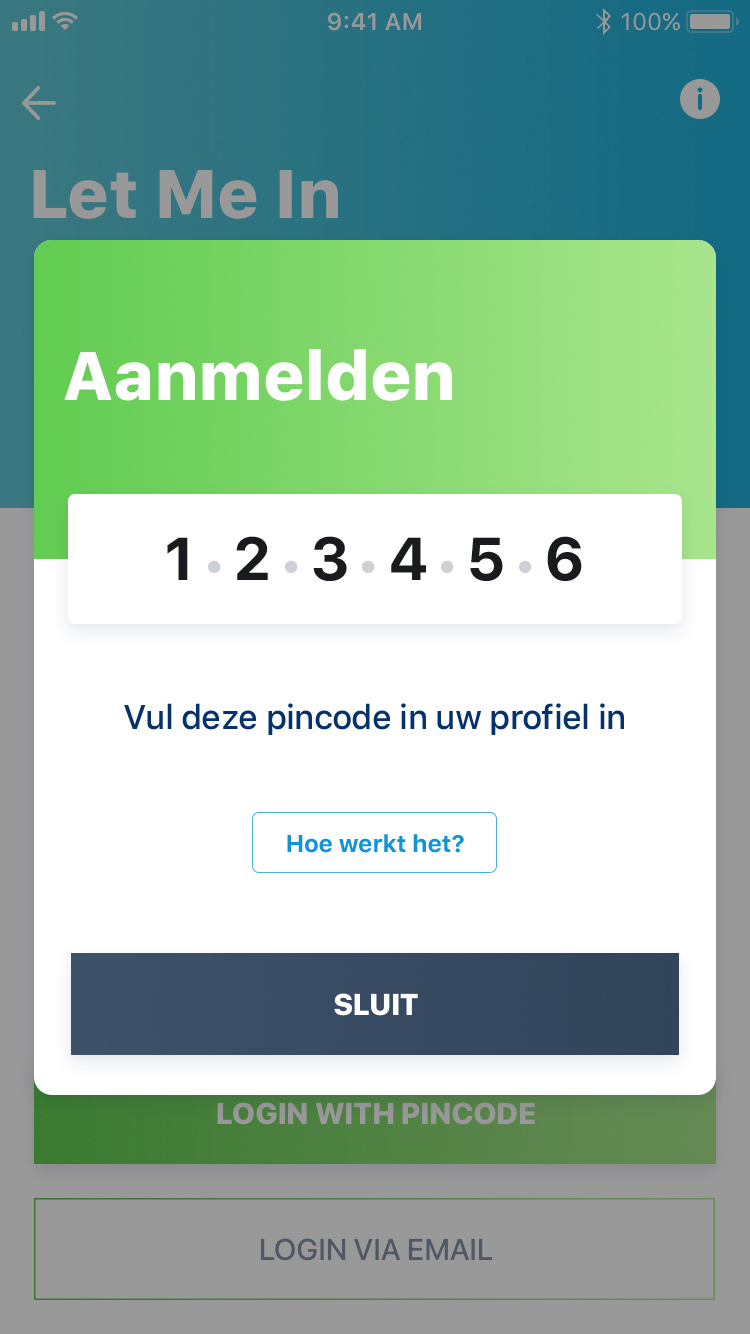 9:41 AM
100%
Let Me In
Aanmelden
1 . 2 . 3 . 4 . 5 . 6
Vul deze pincode in uw profiel in
Hoe werkt het?
SLUIT
LOGIN WITH PINCODE
LOGIN VIA EMAIL